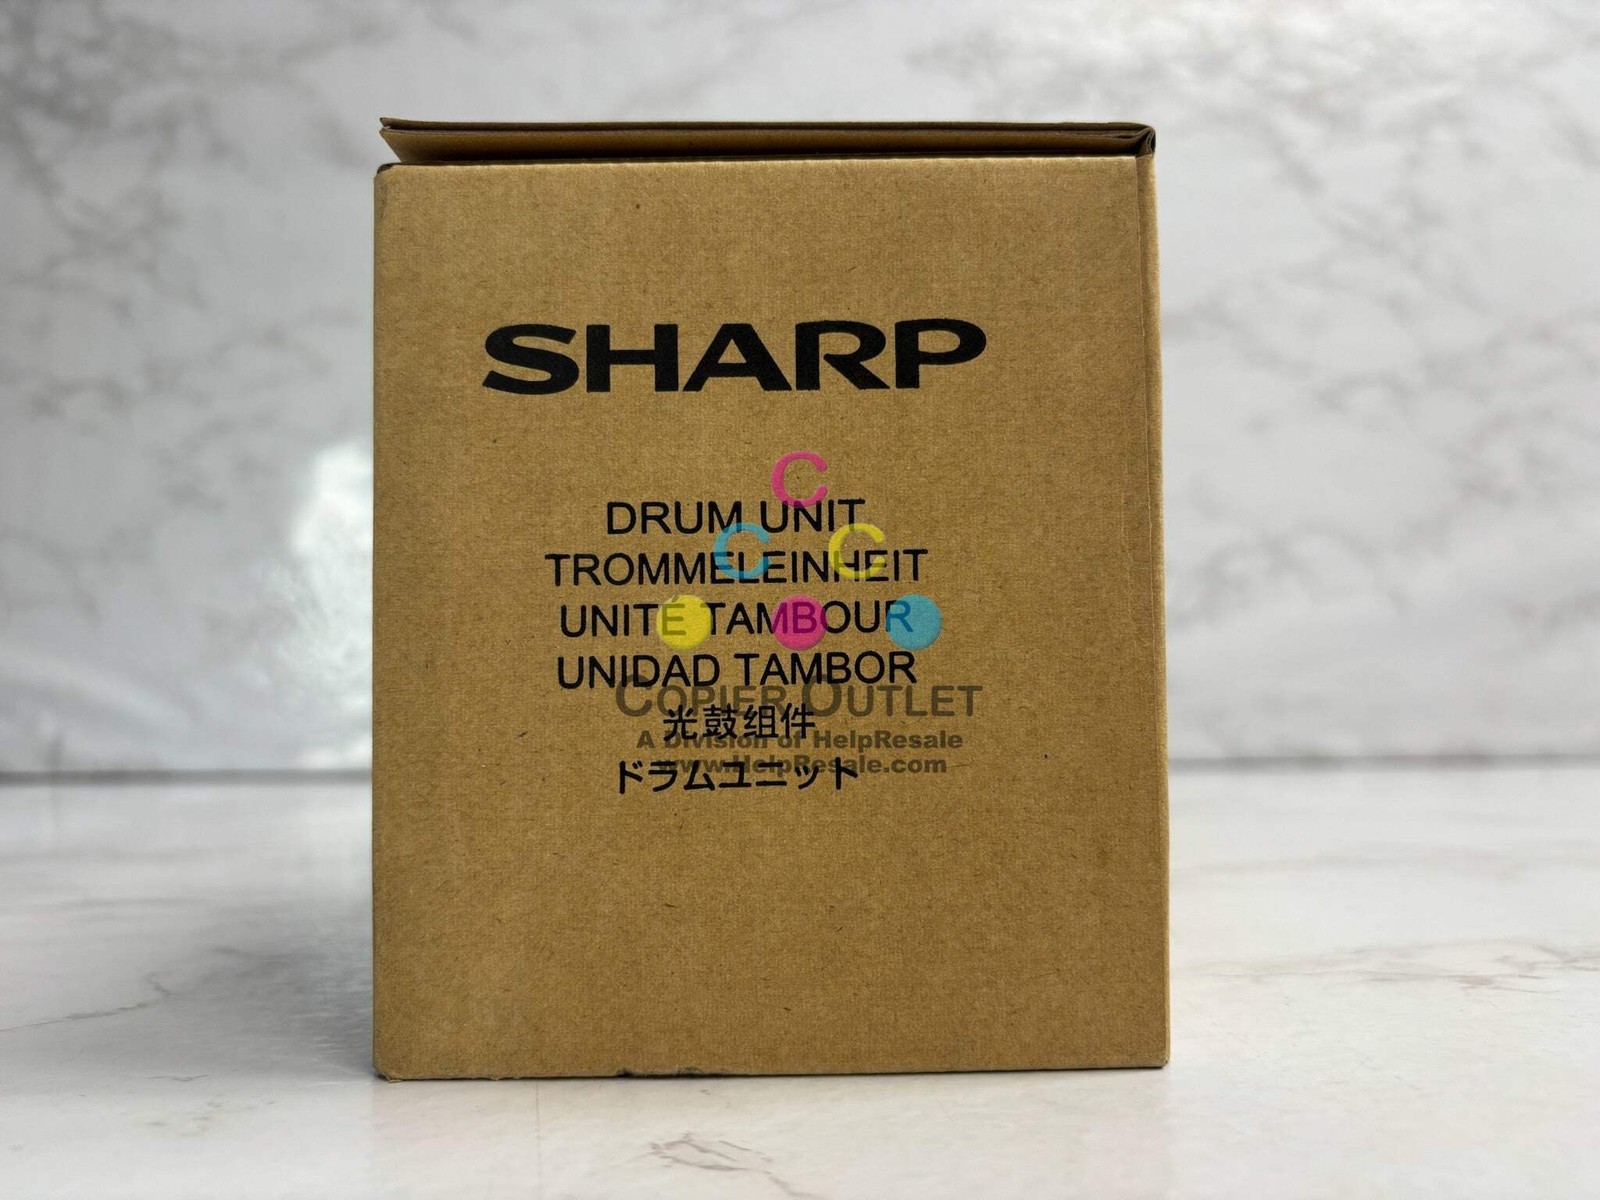 SHARP
DRUM UNIT
TROMMELEINHEIT
UNITÉ TAMBOUR
UNIDAD TAMBOR
光鼓组件
ドラムユニット
C
C C
COPIER OUTLET
A Division of HelpResale
www.HelpResale.com